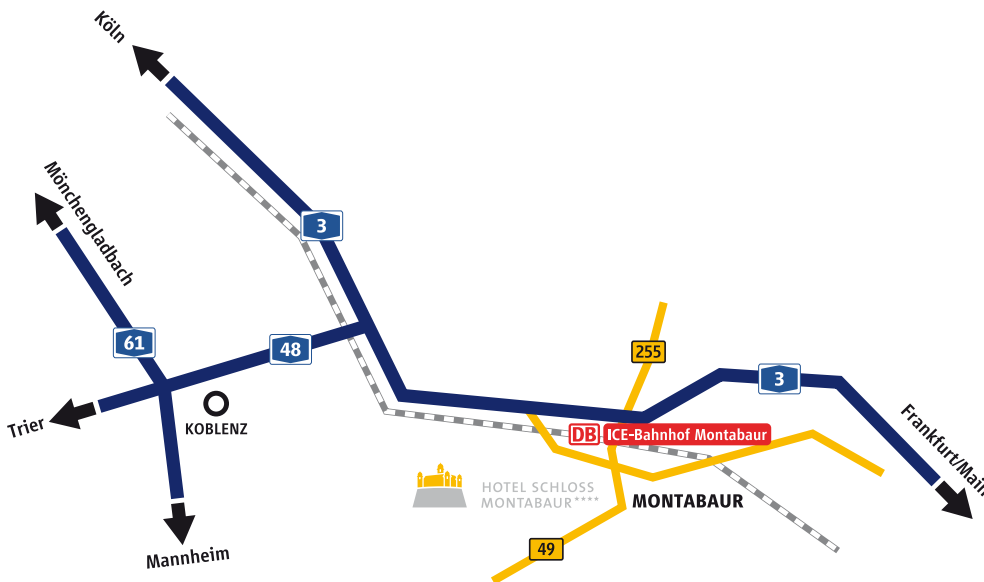 Köln
Mönchengladbach
3
61
48
255
3
Trier
KOBLENZ
DB ICE-Bahnhof Montabaur
Frankfurt/Main
HOTEL SCHLOSS
MONTABAUR****
MONTABAUR
49
Mannheim